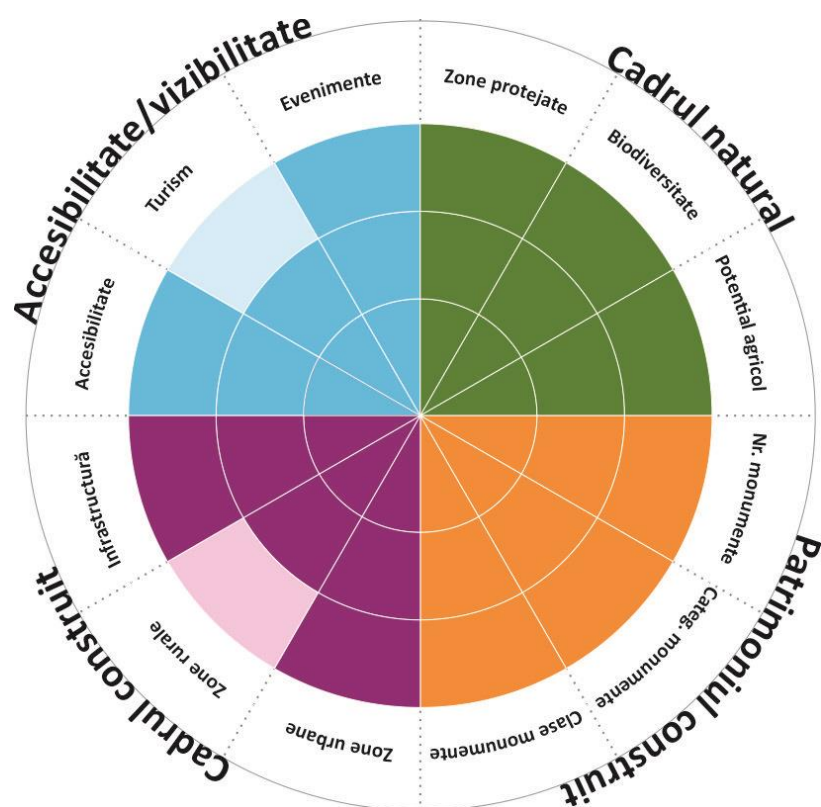 Accesibilitate/vizibilitate
Cadrul natural
Patrimoniul construit
Cadrul construit
Evenimente
Zone protejate
Biodiversitate
Potential agricol
Nr. monumente
Categ. monumente
Clase monumente
Zone urbane
Zone rurale
Infrastructură
Accesibilitate
Turism